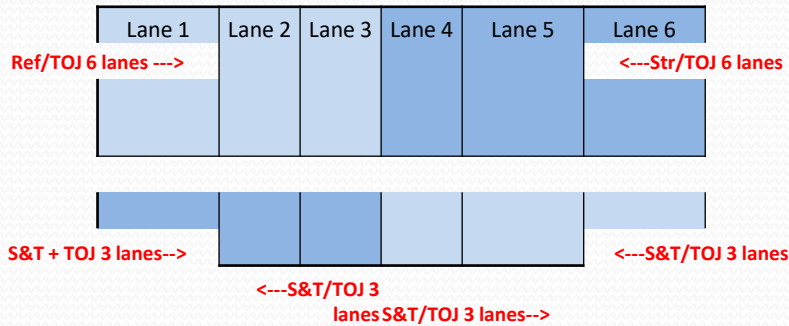 Lane 1 Lane 2 Lane 3 Lane 4 Lane 5 Lane 6
Ref/TOJ 6 lanes ---> <---Str/TOJ 6 lanes
S&T + TOJ 3 lanes--> <---S&T/TOJ 3 lanes
<---S&T/TOJ 3
lanes S&T/TOJ 3 lanes-->